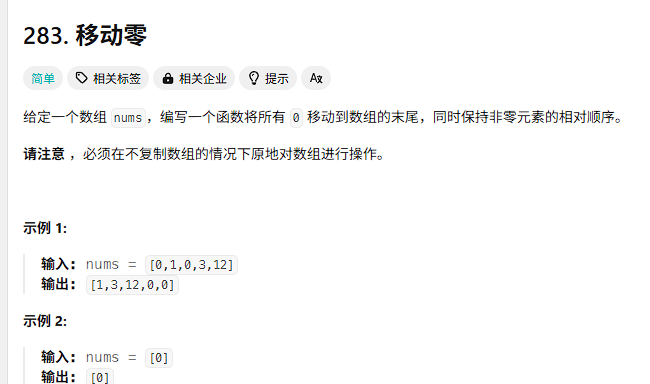 283. 移动零
简单 相关标签 相关企业 提示 Aあ
给定一个数组 nums，编写一个函数将所有 0 移动到数组的末尾，同时保持非零元素的相对顺序。
请注意 ，必须在不复制数组的情况下原地对数组进行操作。
示例 1:
输入: nums = [0,1,0,3,12]
输出: [1,3,12,0,0]
示例 2:
输入: nums = [0]
输出: [0]